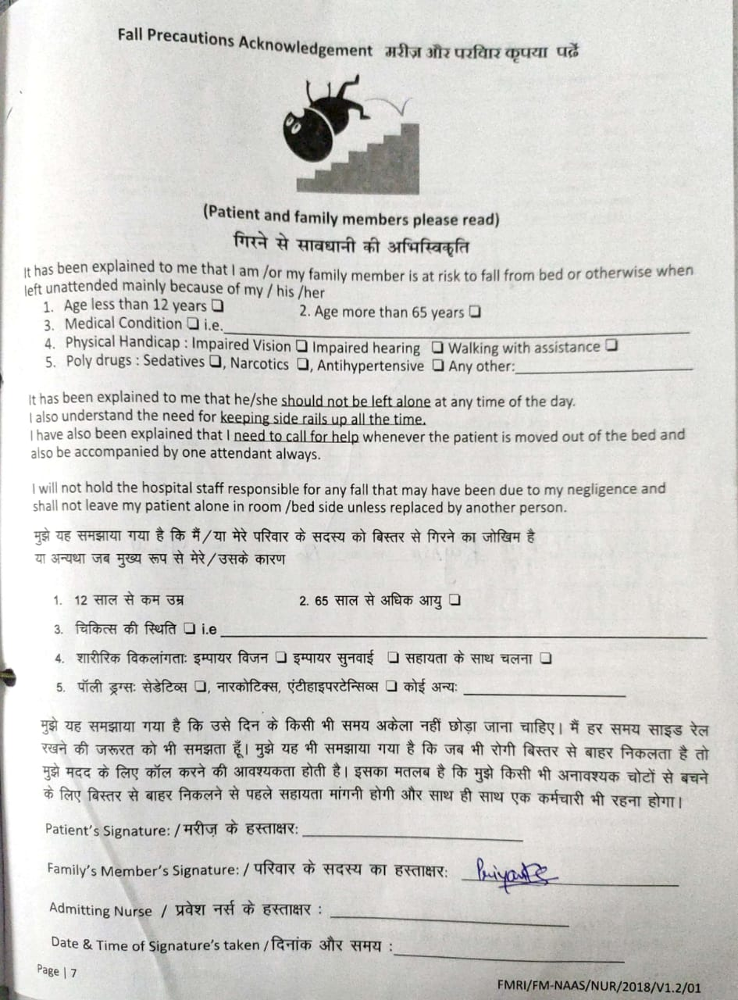 Fall Precautions Acknowledgement मरीज़ और परिवार कृपया पढ़ें
(Patient and family members please read)
गिरने से सावधानी की अभिस्विकृति
It has been explained to me that I am /or my family member is at risk to fall from bed or otherwise when
left unattended mainly because of my / his /her
1. Age less than 12 years ❑ 2. Age more than 65 years ❑
3. Medical Condition ❑ i.e.
4. Physical Handicap : Impaired Vision ❑ Impaired hearing ❑ Walking with assistance ❑
5. Poly drugs : Sedatives ❑, Narcotics ❑, Antihypertensive ❑ Any other:
It has been explained to me that he/she should not be left alone at any time of the day.
I also understand the need for keeping side rails up all the time.
I have also been explained that I need to call for help whenever the patient is moved out of the bed and
also be accompanied by one attendant always.
I will not hold the hospital staff responsible for any fall that may have been due to my negligence and
shall not leave my patient alone in room /bed side unless replaced by another person.
मुझे यह समझाया गया है कि मैं/या मेरे परिवार के सदस्य को बिस्तर से गिरने का जोखिम है
या अन्यथा जब मुख्य रूप से मेरे/उसके कारण
1. 12 साल से कम उम्र 2. 65 साल से अधिक आयु ❑
3. चिकित्स की स्थिति ❑ i.e
4. शारीरिक विकलांगताः इम्पायर विजन ❑ इम्पायर सुनवाई ❑ सहायता के साथ चलना ❑
5. पॉली ड्रग्सः सेडेटिव्स ❑, नारकोटिक्स, एंटीहाइपरटेन्सिव्स ❑ कोई अन्यः
मुझे यह समझाया गया है कि उसे दिन के किसी भी समय अकेला नहीं छोड़ा जाना चाहिए। मैं हर समय साइड रेल
रखने की जरूरत को भी समझता हूँ। मुझे यह भी समझाया गया है कि जब भी रोगी बिस्तर से बाहर निकलता है तो
मुझे मदद के लिए कॉल करने की आवश्यकता होती है। इसका मतलब है कि मुझे किसी भी अनावश्यक चोटों से बचने
के लिए बिस्तर से बाहर निकलने से पहले सहायता मांगनी होगी और साथ ही साथ एक कर्मचारी भी रहना होगा।
Patient's Signature: / मरीज़ के हस्ताक्षर:
Family's Member's Signature: / परिवार के सदस्य का हस्ताक्षर:
Admitting Nurse / प्रवेश नर्स के हस्ताक्षर :
Date & Time of Signature's taken / दिनांक और समय :
Page | 7
FMRI/FM-NAAS/NUR/2018/V1.2/01